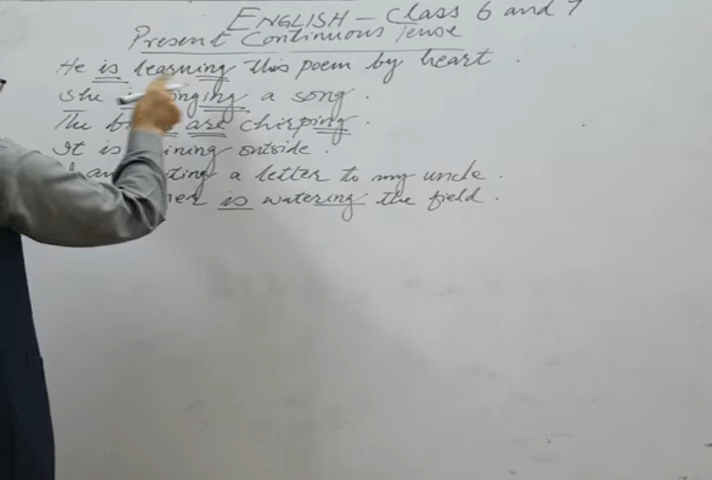 ENGLISH - Class 6 and 7
Present Continuous Tense
He is learning this poem by heart.
She singing a song.
The are chirping.
It is raining outside.
a letter to my uncle.
is watering the field.